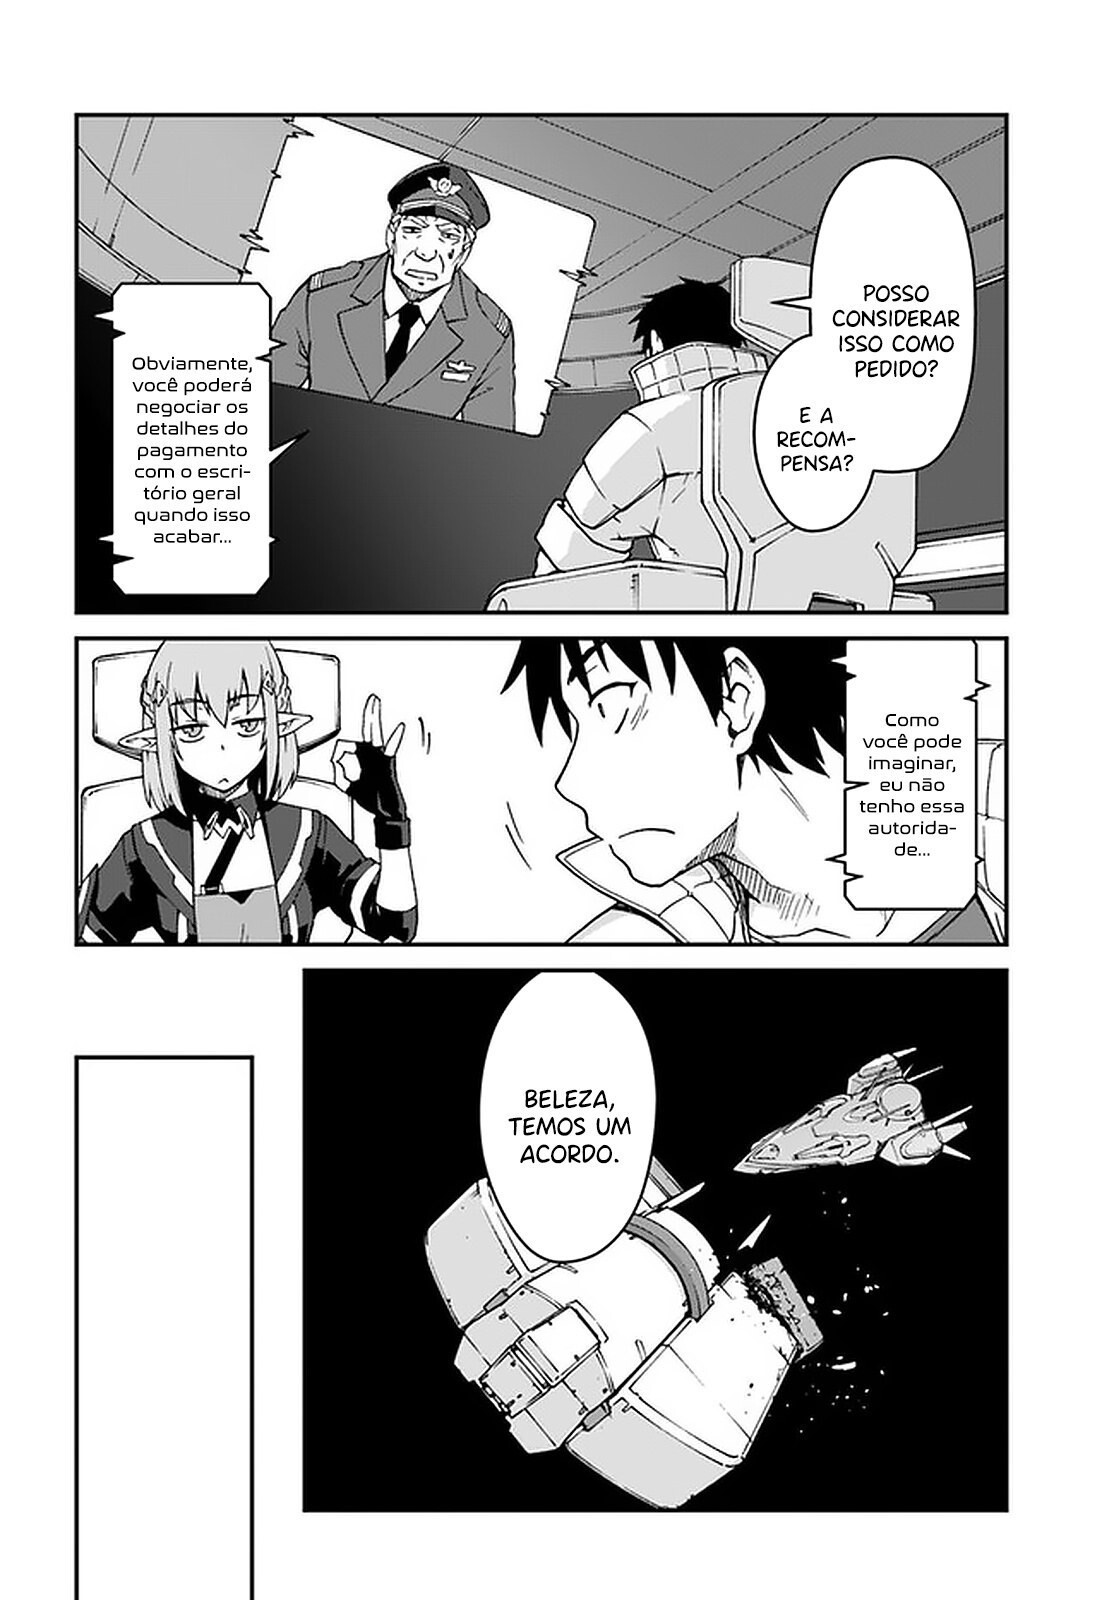 POSSO
CONSIDERAR
ISSO COMO
PEDIDO?
E A
RECOM-
PENSA?
Obviamente,
você poderá
negociar os
detalhes do
pagamento
com o escri-
tório geral
quando isso
acabar...
Como
você pode
imaginar,
eu não
tenho essa
autorida-
de...
BELEZA,
TEMOS UM
ACORDO.